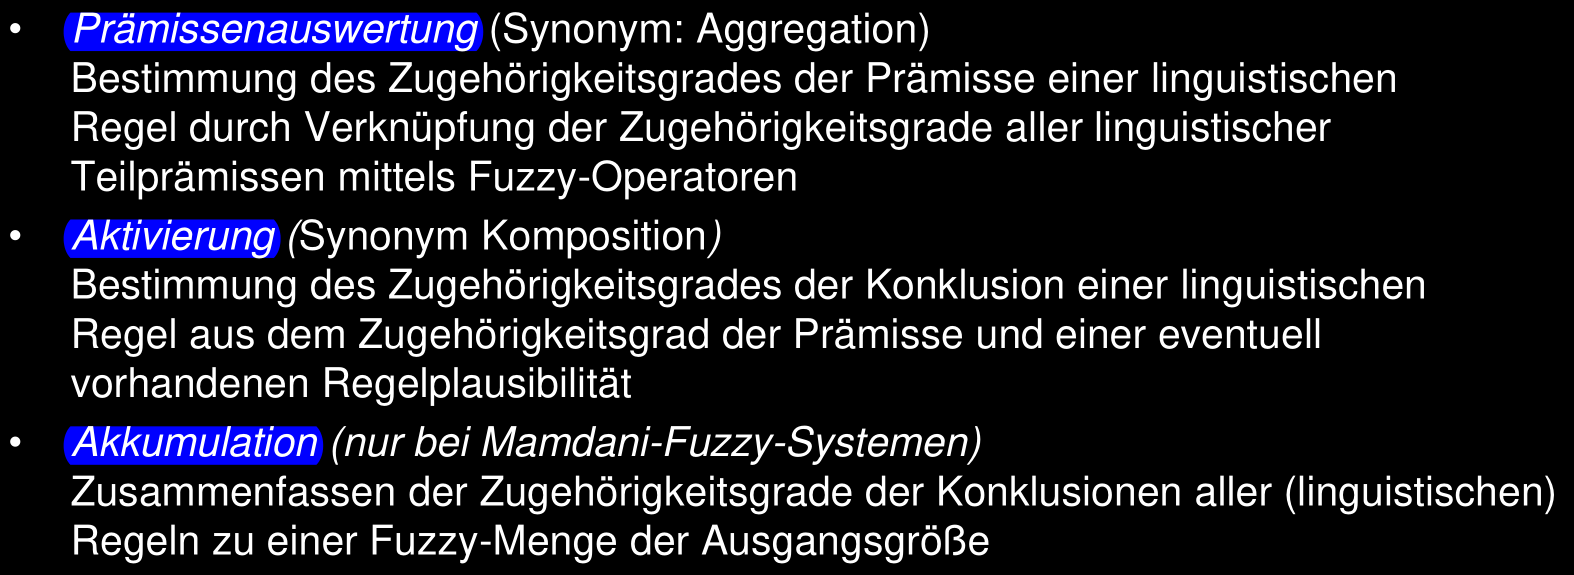 • Prämissenauswertung (Synonym: Aggregation)
Bestimmung des Zugehörigkeitsgrades der Prämisse einer linguistischen
Regel durch Verknüpfung der Zugehörigkeitsgrade aller linguistischer
Teilprämissen mittels Fuzzy-Operatoren
• Aktivierung (Synonym Komposition)
Bestimmung des Zugehörigkeitsgrades der Konklusion einer linguistischen
Regel aus dem Zugehörigkeitsgrad der Prämisse und einer eventuell
vorhandenen Regelplausibilität
• Akkumulation (nur bei Mamdani-Fuzzy-Systemen)
Zusammenfassen der Zugehörigkeitsgrade der Konklusionen aller (linguistischen)
Regeln zu einer Fuzzy-Menge der Ausgangsgröße